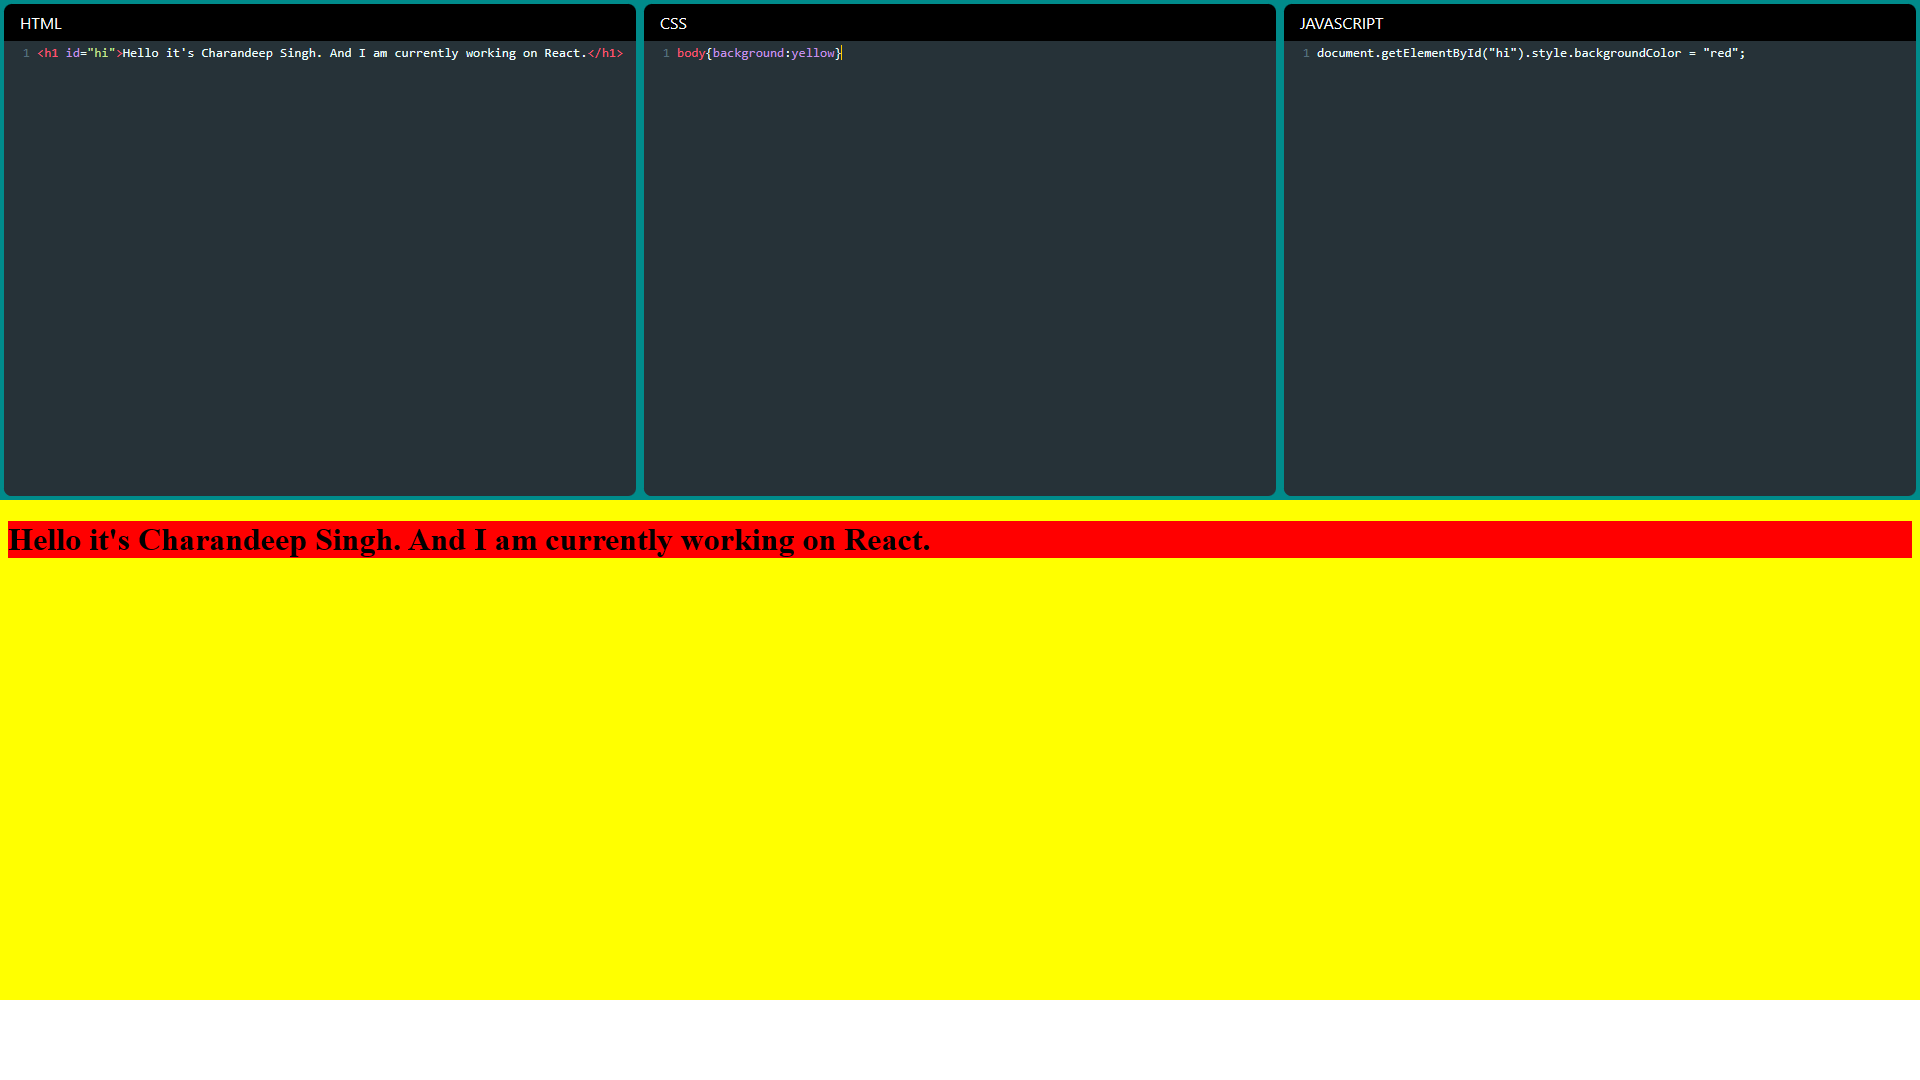 HTML
1 <h1 id="hi">Hello it's Charandeep Singh. And I am currently working on React.</h1>
CSS
1 body{background:yellow}
JAVASCRIPT
1 document.getElementById("hi").style.backgroundColor = "red";
Hello it's Charandeep Singh. And I am currently working on React.